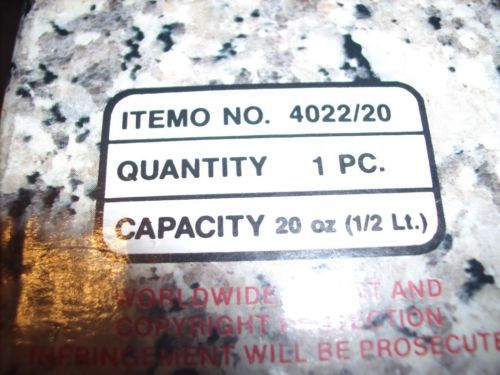 ITEMO NO. 4022/20
QUANTITY 1 PC.
CAPACITY 20 oz (1/2 Lt.)
WORLDWIDE AND
COPYRIGHT
INFRINGEMENT WILL BE PROSECUTE